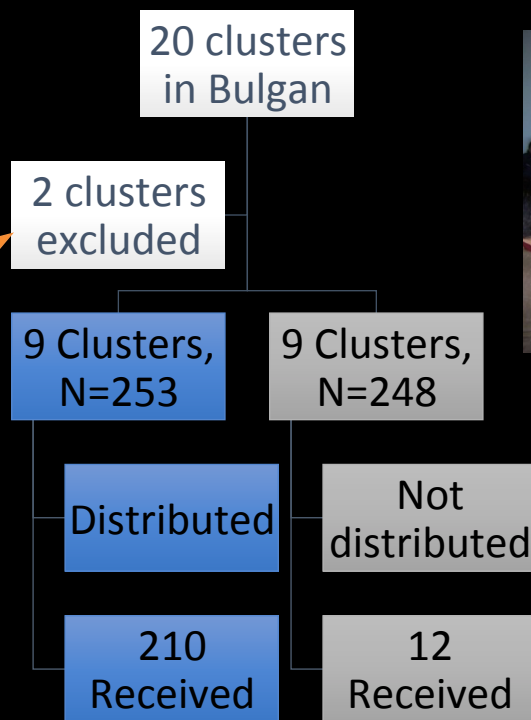 20 clusters
in Bulgan
2 clusters
excluded
9 Clusters,
N=253
9 Clusters,
N=248
Distributed
Not
distributed
210
Received
12
Received